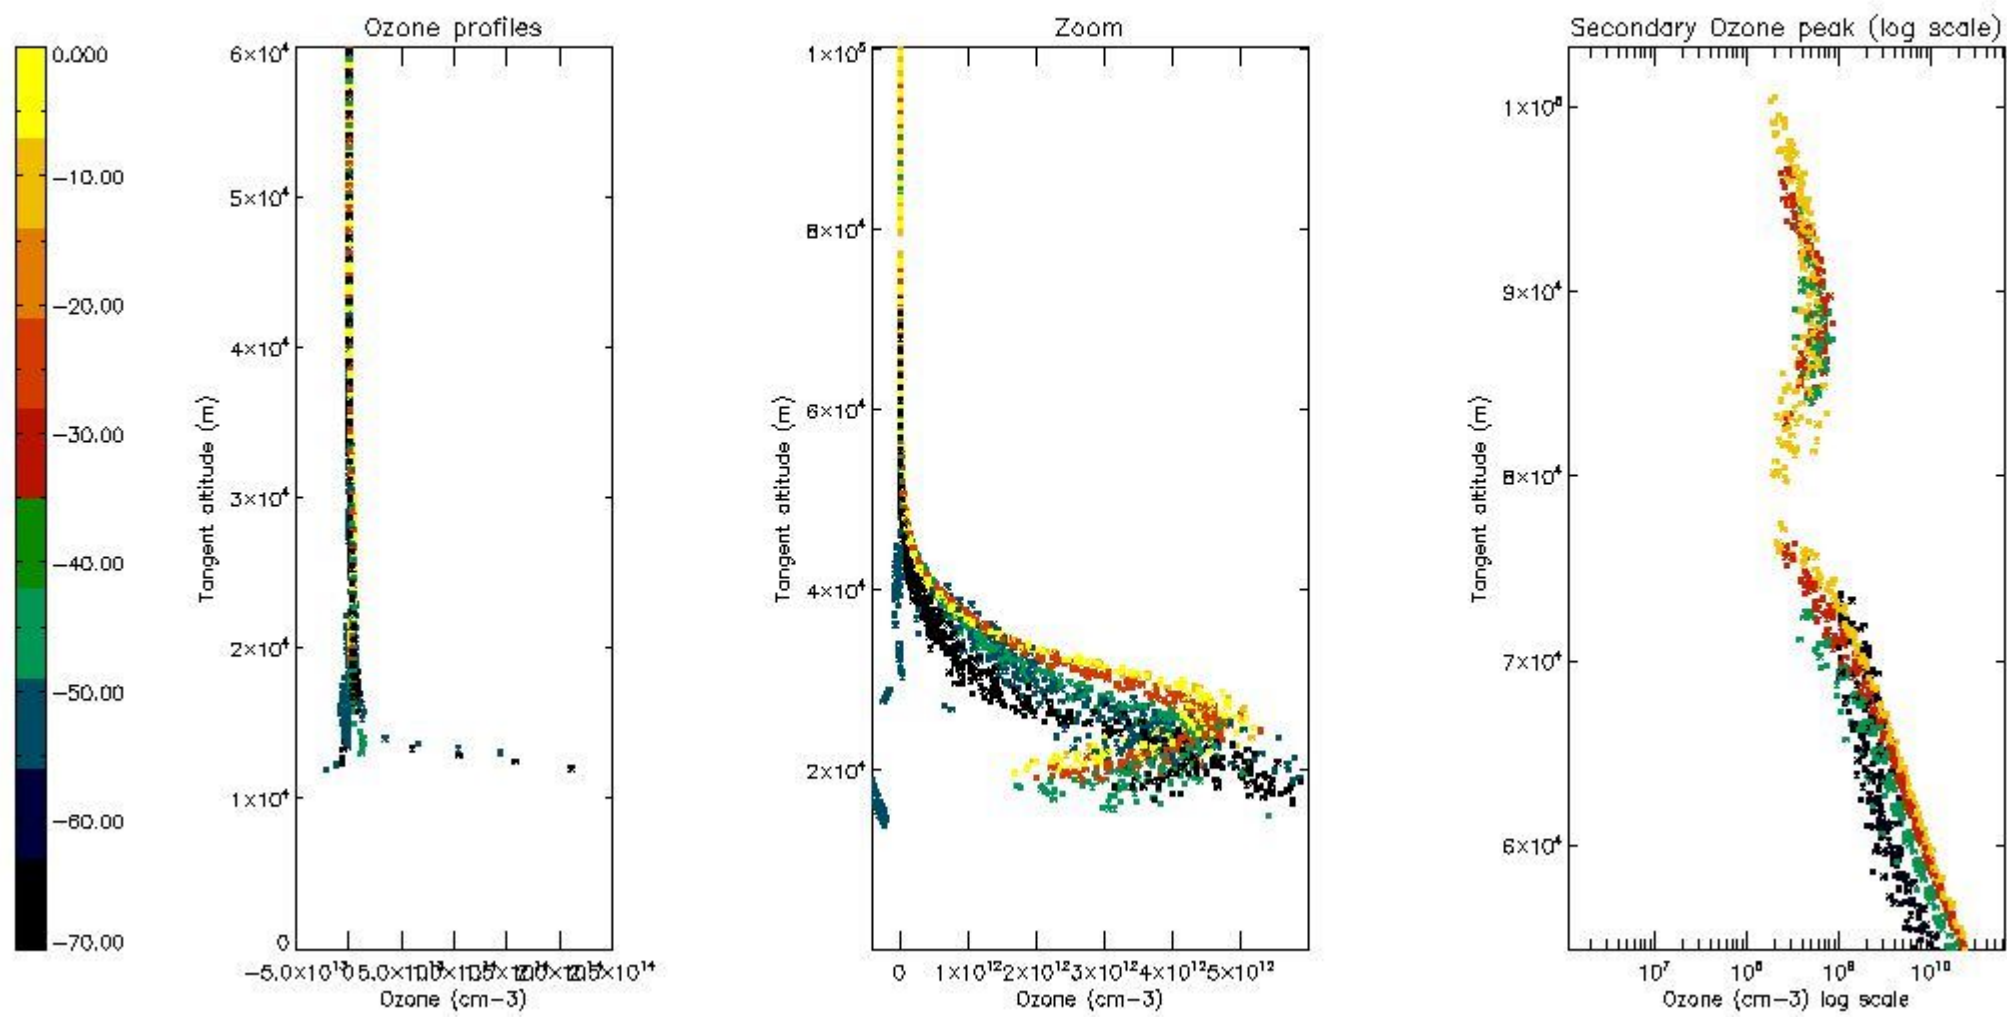 Ozone profiles
Zoom
Secondary Ozone peak (log scale)
0.000
−10.00
−20.00
−30.00
−40.00
−50.00
−60.00
−70.00
6×10⁴
5×10⁴
4×10⁴
3×10⁴
2×10⁴
1×10⁴
0
Tangent altitude (m)
Ozone (cm−3)
1×10⁵
8×10⁴
6×10⁴
4×10⁴
2×10⁴
Tangent altitude (m)
0 1×10¹² 2×10¹² 3×10¹² 4×10¹² 5×10¹²
Ozone (cm−3)
9×10⁴
8×10⁴
7×10⁴
6×10⁴
Tangent altitude (m)
10⁷ 10⁸ 10⁹ 10¹⁰
Ozone (cm−3) log scale